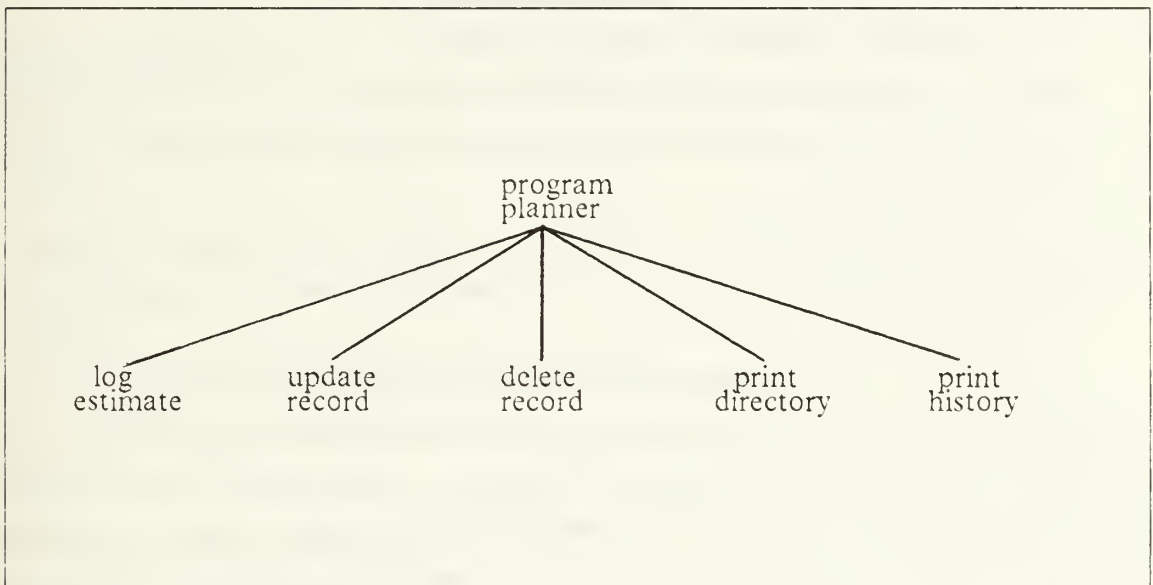 program
planner
log
estimate
update
record
delete
record
print
directory
print
history